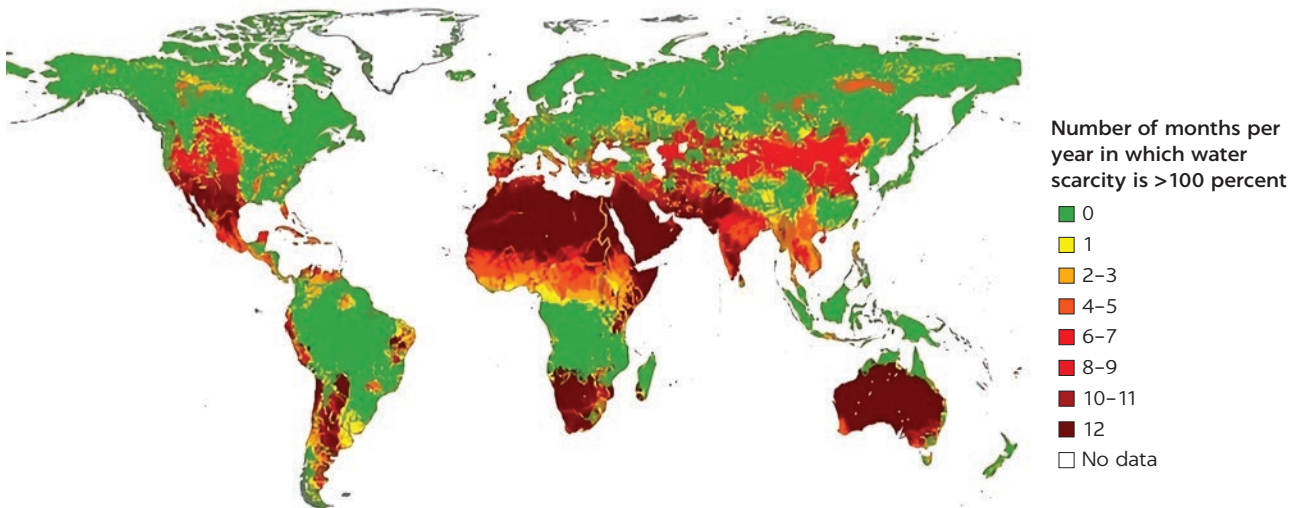 Number of months per
year in which water
scarcity is >100 percent
0
1
2–3
4–5
6–7
8–9
10–11
12
No data